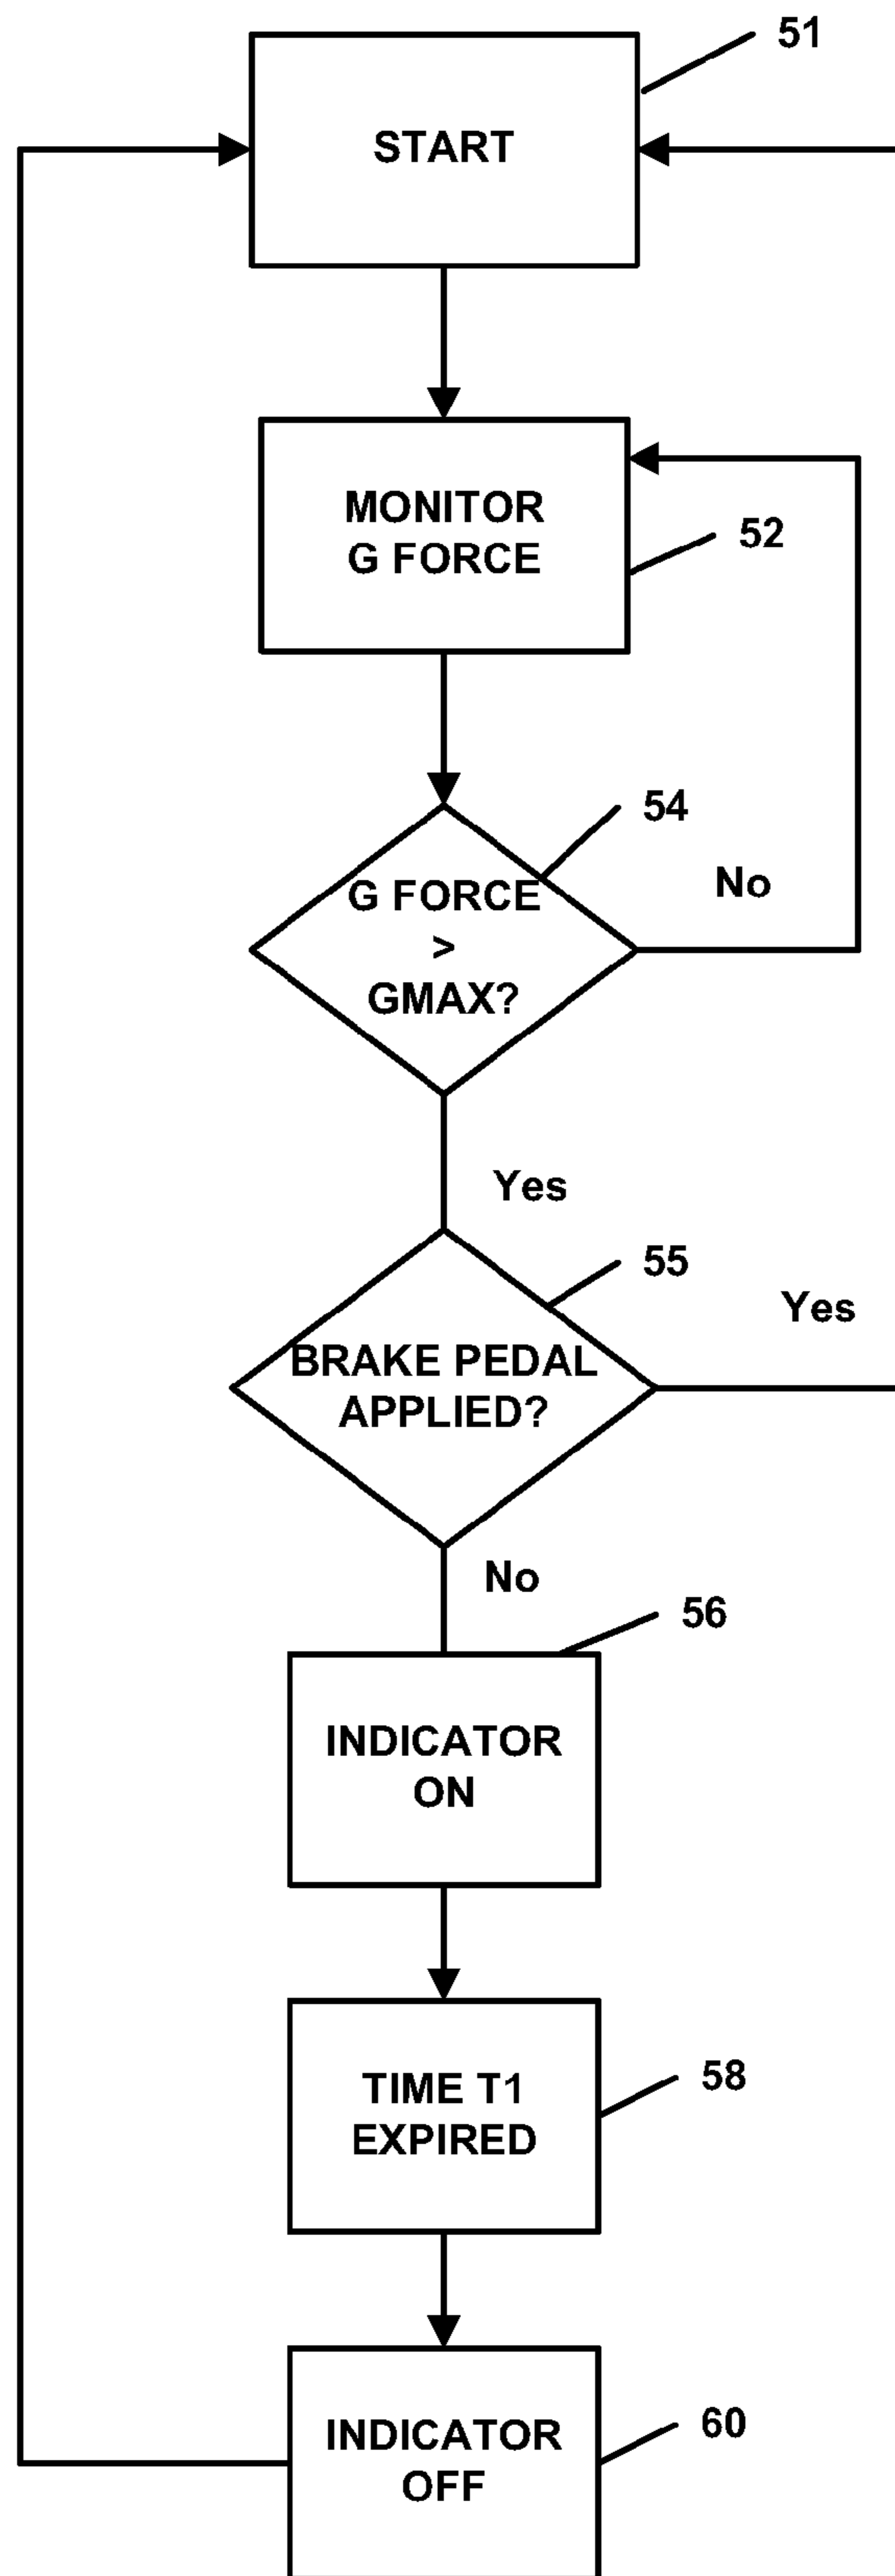 51
START
MONITOR
G FORCE
52
54
G FORCE
>
GMAX?
No
Yes
55
Yes
BRAKE PEDAL
APPLIED?
No
56
INDICATOR
ON
TIME T1
EXPIRED
58
INDICATOR
OFF
60